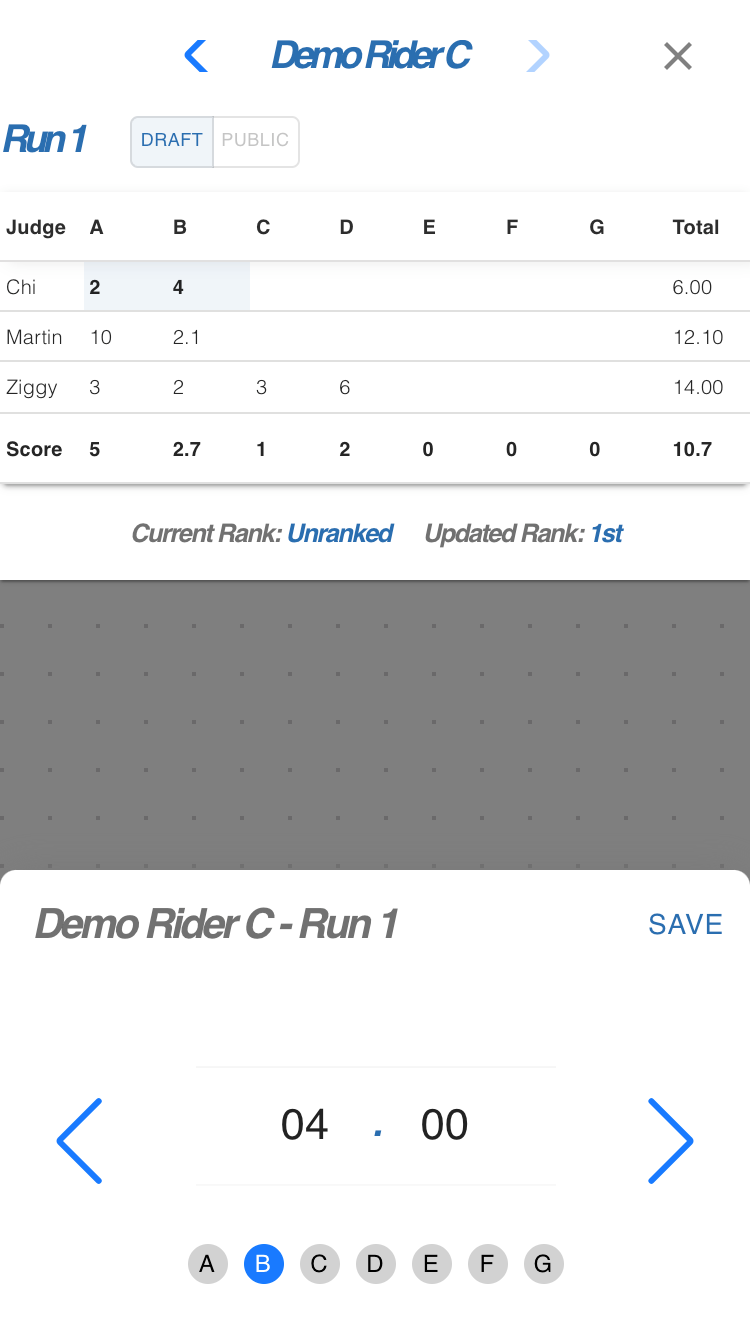 Demo Rider C
Run 1 DRAFT PUBLIC
Judge A B C D E F G Total
Chi 2 4 6.00
Martin 10 2.1 12.10
Ziggy 3 2 3 6 14.00
Score 5 2.7 1 2 0 0 0 10.7
Current Rank: Unranked Updated Rank: 1st
Demo Rider C - Run 1 SAVE
04 . 00
A B C D E F G